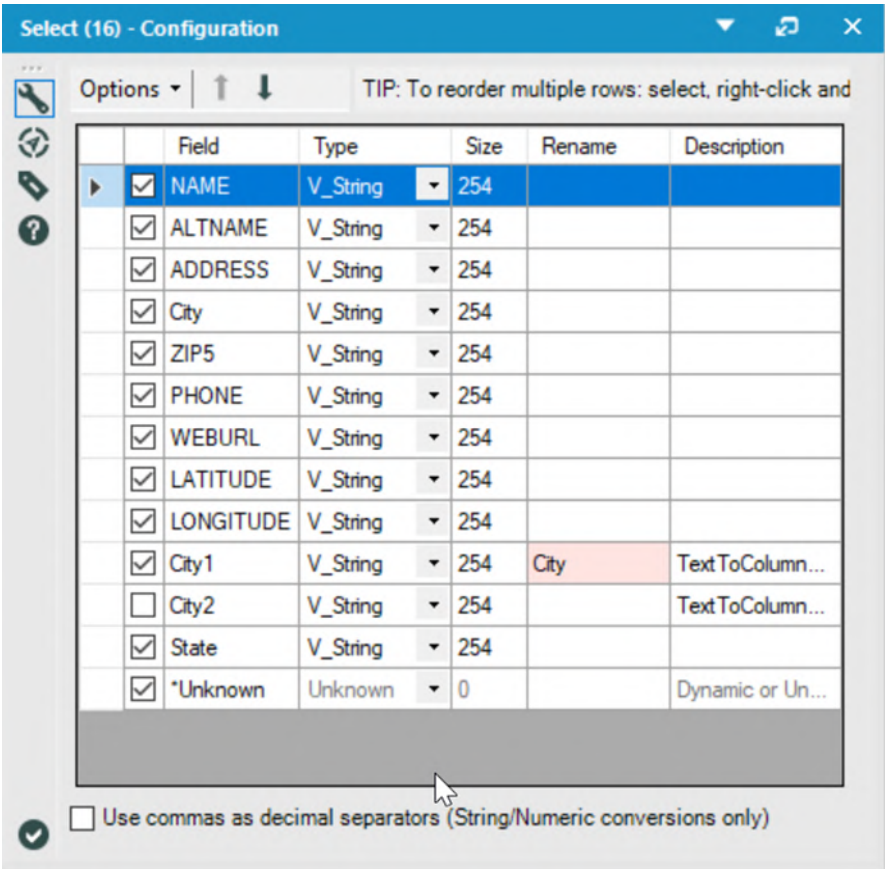 Select (16) - Configuration
Options TIP: To reorder multiple rows: select, right-click and
Field Type Size Rename Description
NAME V_String 254
ALTNAME V_String 254
ADDRESS V_String 254
City V_String 254
ZIP5 V_String 254
PHONE V_String 254
WEBURL V_String 254
LATITUDE V_String 254
LONGITUDE V_String 254
City1 V_String 254 City TextToColumn...
City2 V_String 254 TextToColumn...
State V_String 254
*Unknown Unknown 0 Dynamic or Un...
Use commas as decimal separators (String/Numeric conversions only)